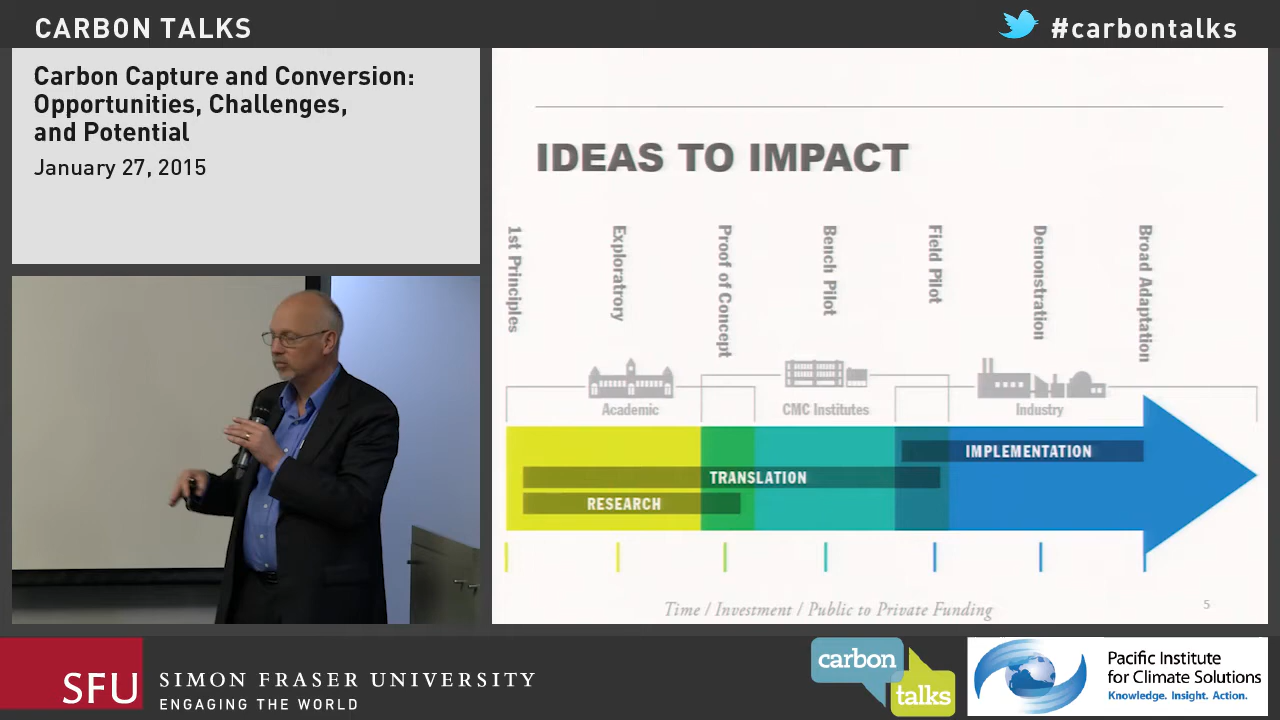 CARBON TALKS
#carbontalks
Carbon Capture and Conversion:
Opportunities, Challenges,
and Potential
January 27, 2015
IDEAS TO IMPACT
1st Principles
Exploratrory
Proof of Concept
Bench Pilot
Field Pilot
Demonstration
Broad Adaptation
Academic
CMC Institutes
Industry
IMPLEMENTATION
TRANSLATION
RESEARCH
Time / Investment / Public to Private Funding
5
SFU
SIMON FRASER UNIVERSITY
ENGAGING THE WORLD
carbon
talks
Pacific Institute
for Climate Solutions
Knowledge. Insight. Action.